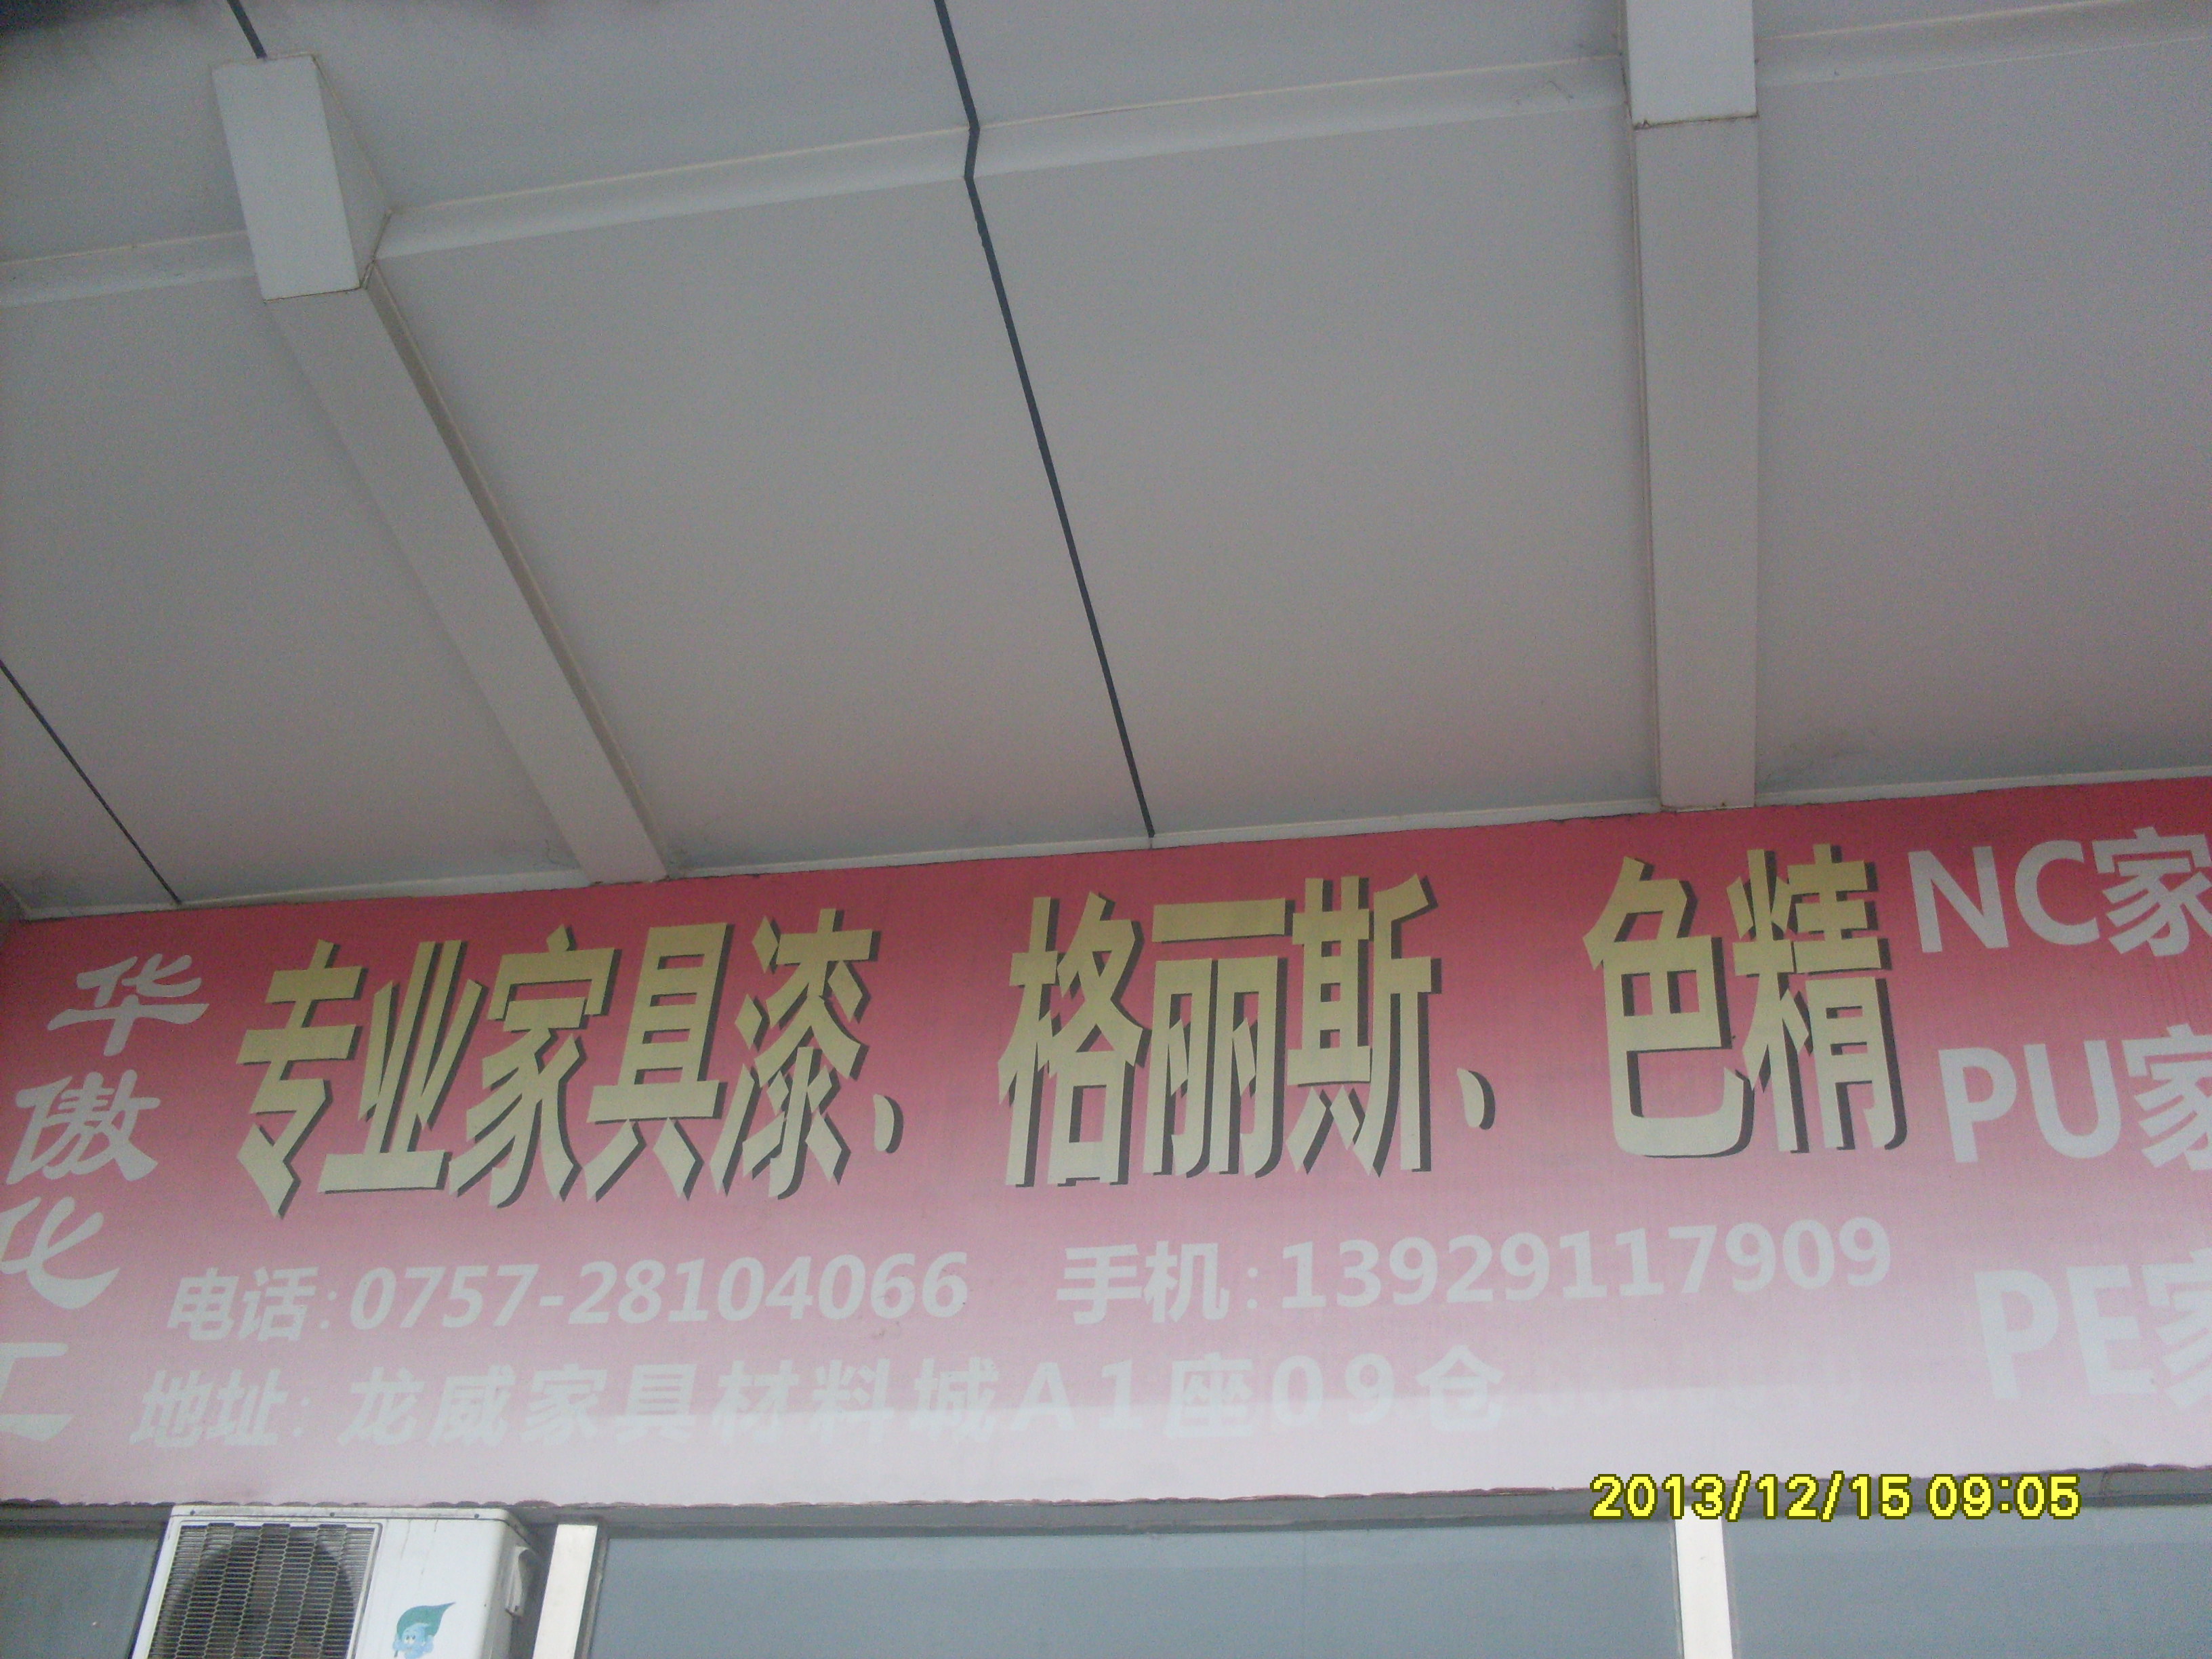 华傲化工
专业家具漆、格丽斯、色精
电话:0757-28104066 手机:13929117909
地址:龙威家具材料城A1座09仓
NC家
PU家
PE家
2013/12/15 09:05